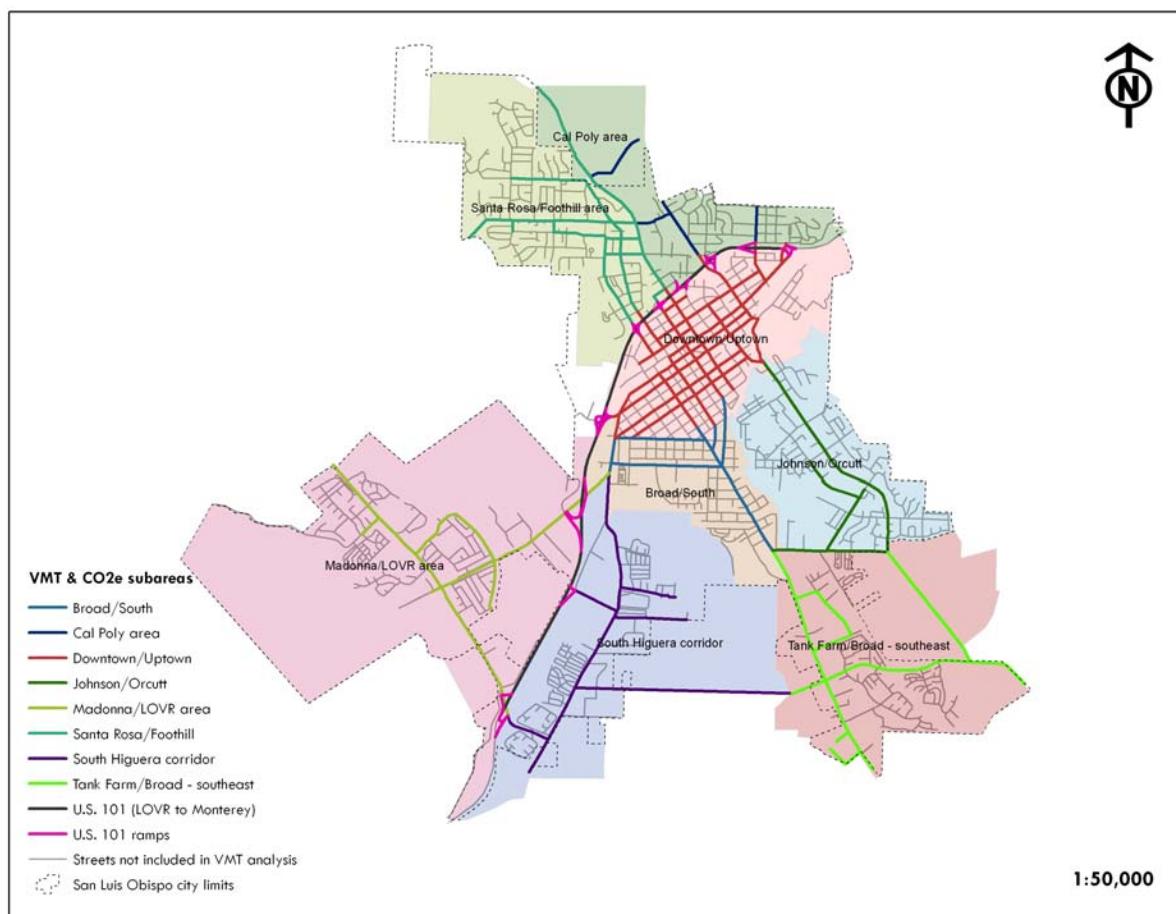 N
Cal Poly area
Santa Rosa/Foothill area
Downtown/Uptown
Johnson/Orcutt
Broad/South
Madonna/LOVR area
South Higuera corridor
Tank Farm/Broad - southeast
VMT & CO2e subareas
Broad/South
Cal Poly area
Downtown/Uptown
Johnson/Orcutt
Madonna/LOVR area
Santa Rosa/Foothill
South Higuera corridor
Tank Farm/Broad - southeast
U.S. 101 (LOVR to Monterey)
U.S. 101 ramps
Streets not included in VMT analysis
San Luis Obispo city limits
1:50,000